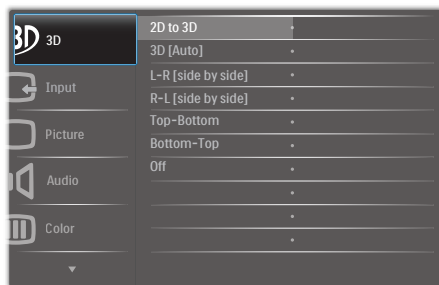 3D 3D
Input
Picture
Audio
Color
2D to 3D
3D [Auto]
L-R [side by side]
R-L [side by side]
Top-Bottom
Bottom-Top
Off